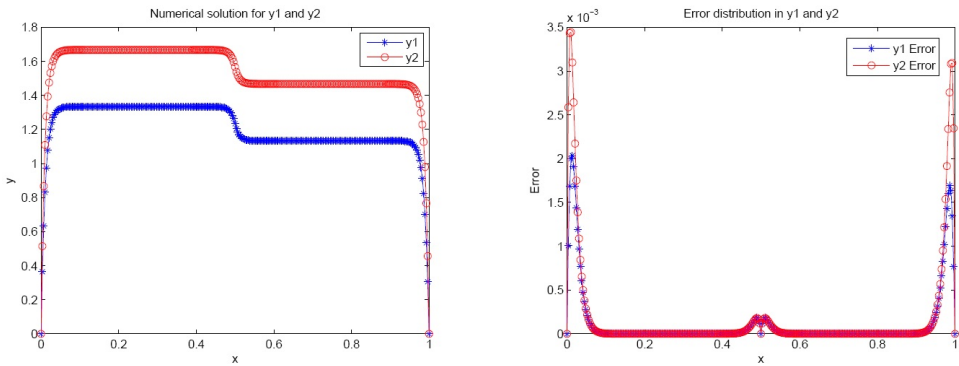 Numerical solution for y1 and y2
1.8
1.6
1.4
1.2
1
0.8
0.6
0.4
0.2
0
y
0 0.2 0.4 0.6 0.8 1
x
y1
y2
Error distribution in y1 and y2
x 10⁻³
3.5
3
2.5
2
1.5
1
0.5
0
Error
0 0.2 0.4 0.6 0.8 1
x
y1 Error
y2 Error